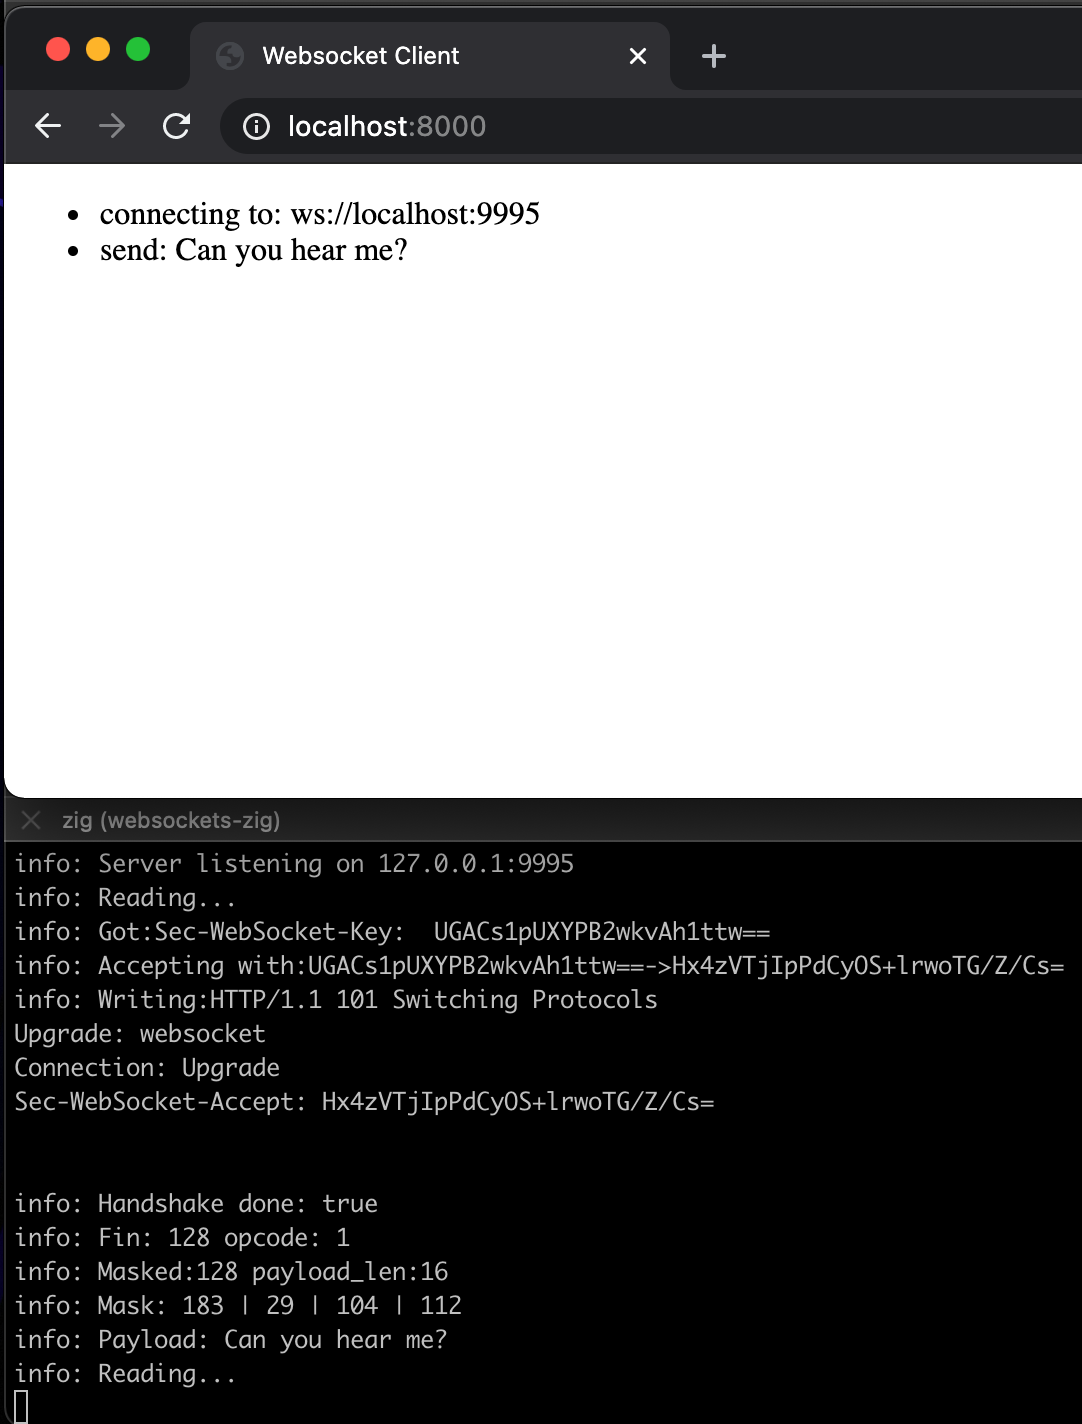 Websocket Client
localhost:8000
• connecting to: ws://localhost:9995
• send: Can you hear me?
zig (websockets-zig)
info: Server listening on 127.0.0.1:9995
info: Reading...
info: Got:Sec-WebSocket-Key:  UGACs1pUXYPB2wkvAh1ttw==
info: Accepting with:UGACs1pUXYPB2wkvAh1ttw==->Hx4zVTjIpPdCyOS+lrwoTG/Z/Cs=
info: Writing:HTTP/1.1 101 Switching Protocols
Upgrade: websocket
Connection: Upgrade
Sec-WebSocket-Accept: Hx4zVTjIpPdCyOS+lrwoTG/Z/Cs=
info: Handshake done: true
info: Fin: 128 opcode: 1
info: Masked:128 payload_len:16
info: Mask: 183 | 29 | 104 | 112
info: Payload: Can you hear me?
info: Reading...